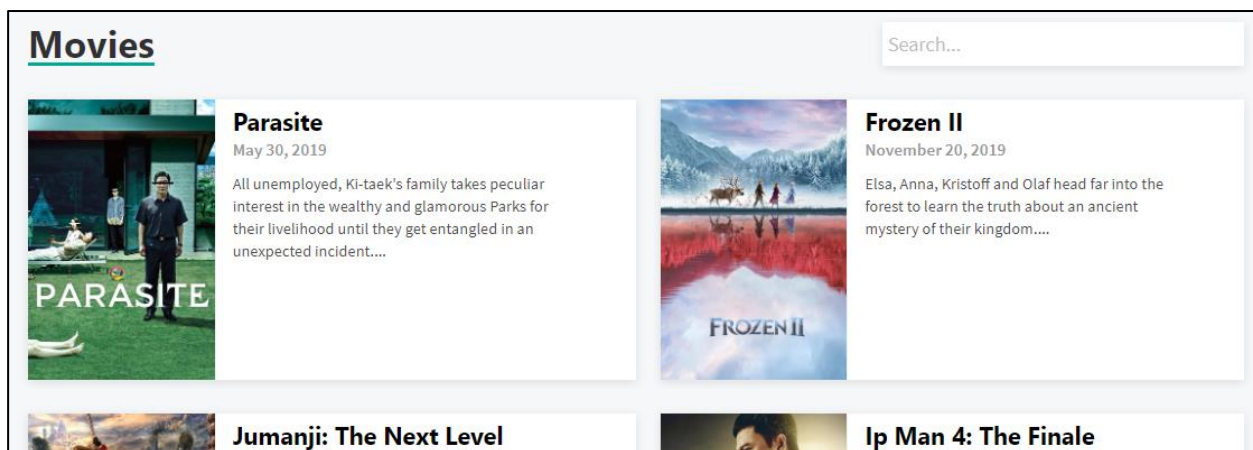 Movies
Search...
Parasite
May 30, 2019
All unemployed, Ki-taek's family takes peculiar
interest in the wealthy and glamorous Parks for
their livelihood until they get entangled in an
unexpected incident....
PARASITE
Frozen II
November 20, 2019
Elsa, Anna, Kristoff and Olaf head far into the
forest to learn the truth about an ancient
mystery of their kingdom....
FROZEN II
Jumanji: The Next Level
Ip Man 4: The Finale